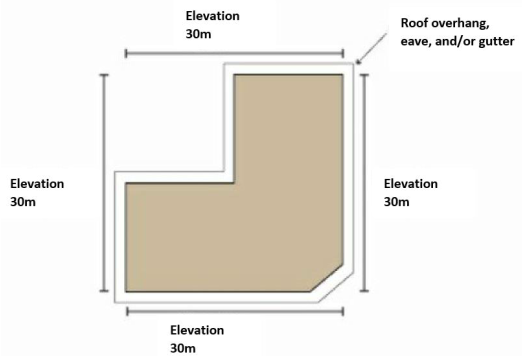 Elevation
30m
Roof overhang,
eave, and/or gutter
Elevation
30m
Elevation
30m
Elevation
30m